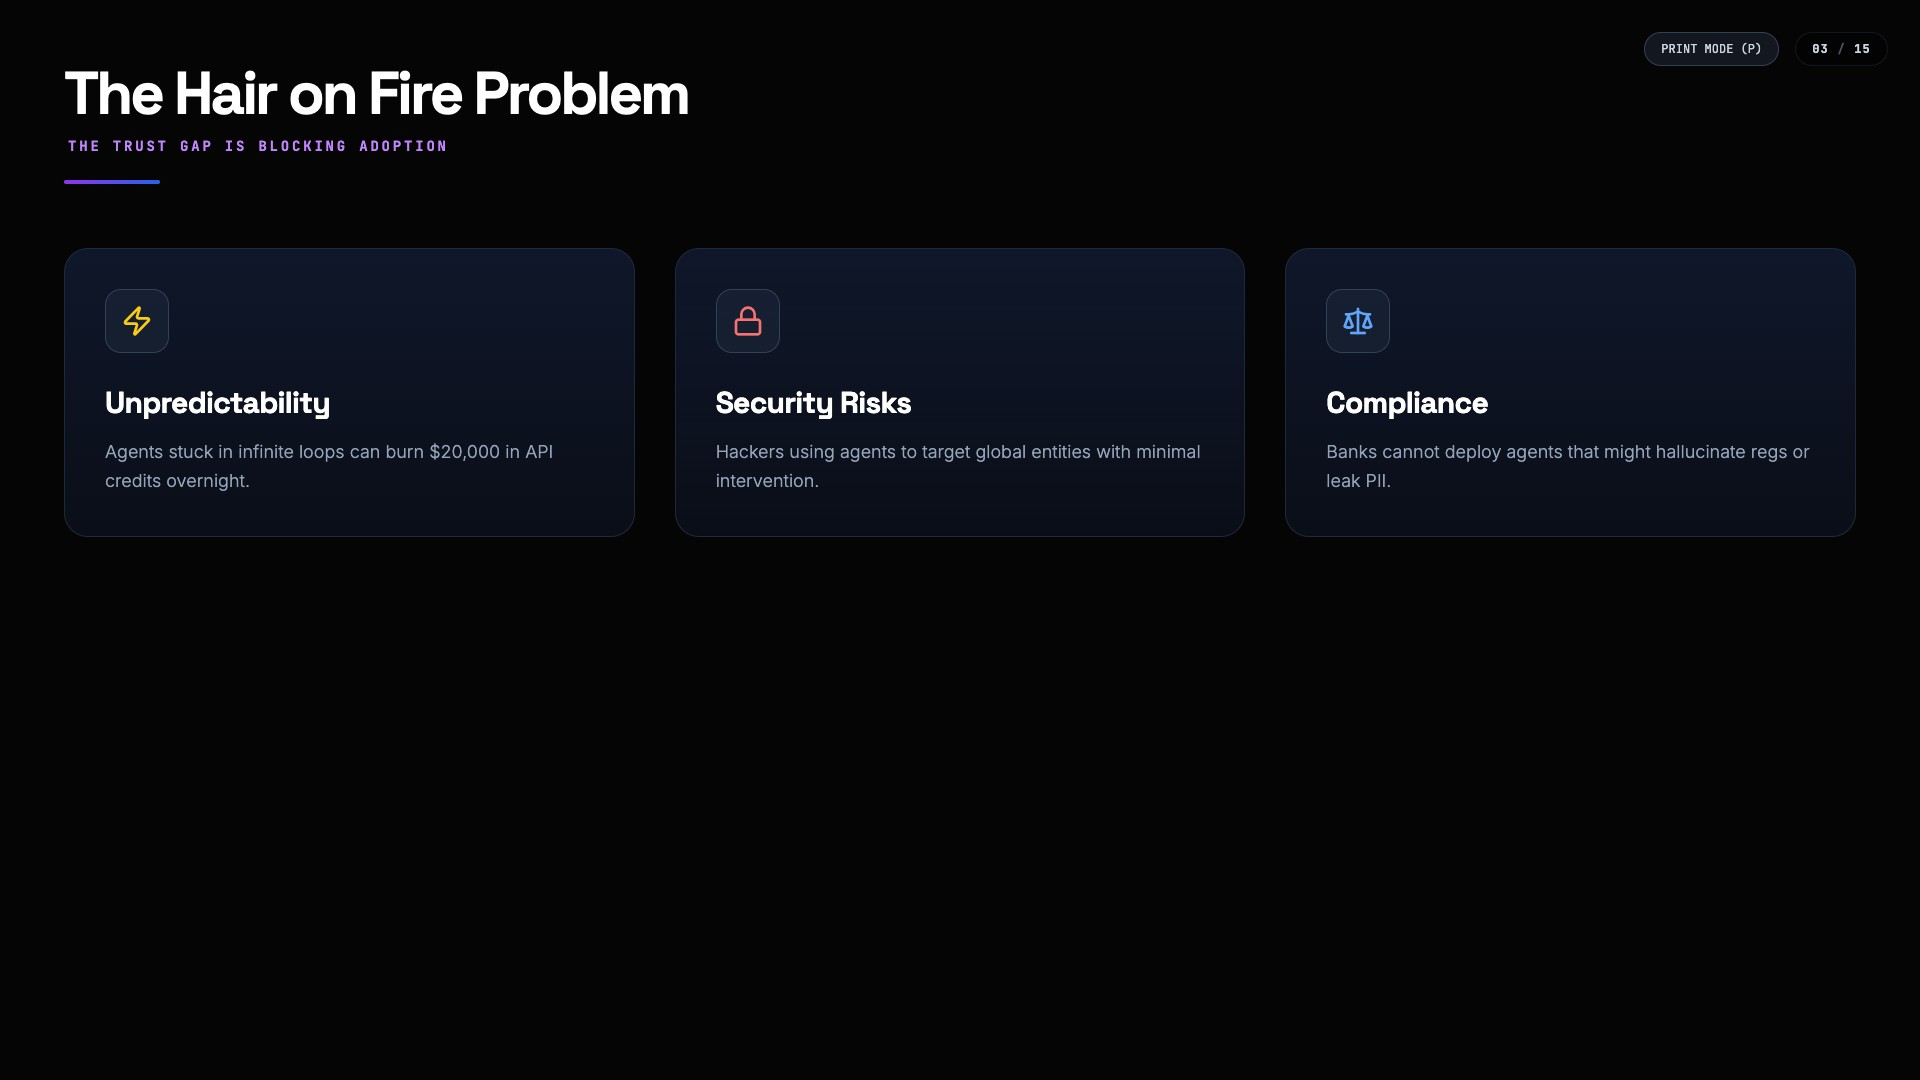 PRINT MODE (P)
03 / 15
The Hair on Fire Problem
THE TRUST GAP IS BLOCKING ADOPTION
Unpredictability
Agents stuck in infinite loops can burn $20,000 in API
credits overnight.
Security Risks
Hackers using agents to target global entities with minimal
intervention.
Compliance
Banks cannot deploy agents that might hallucinate regs or
leak PII.